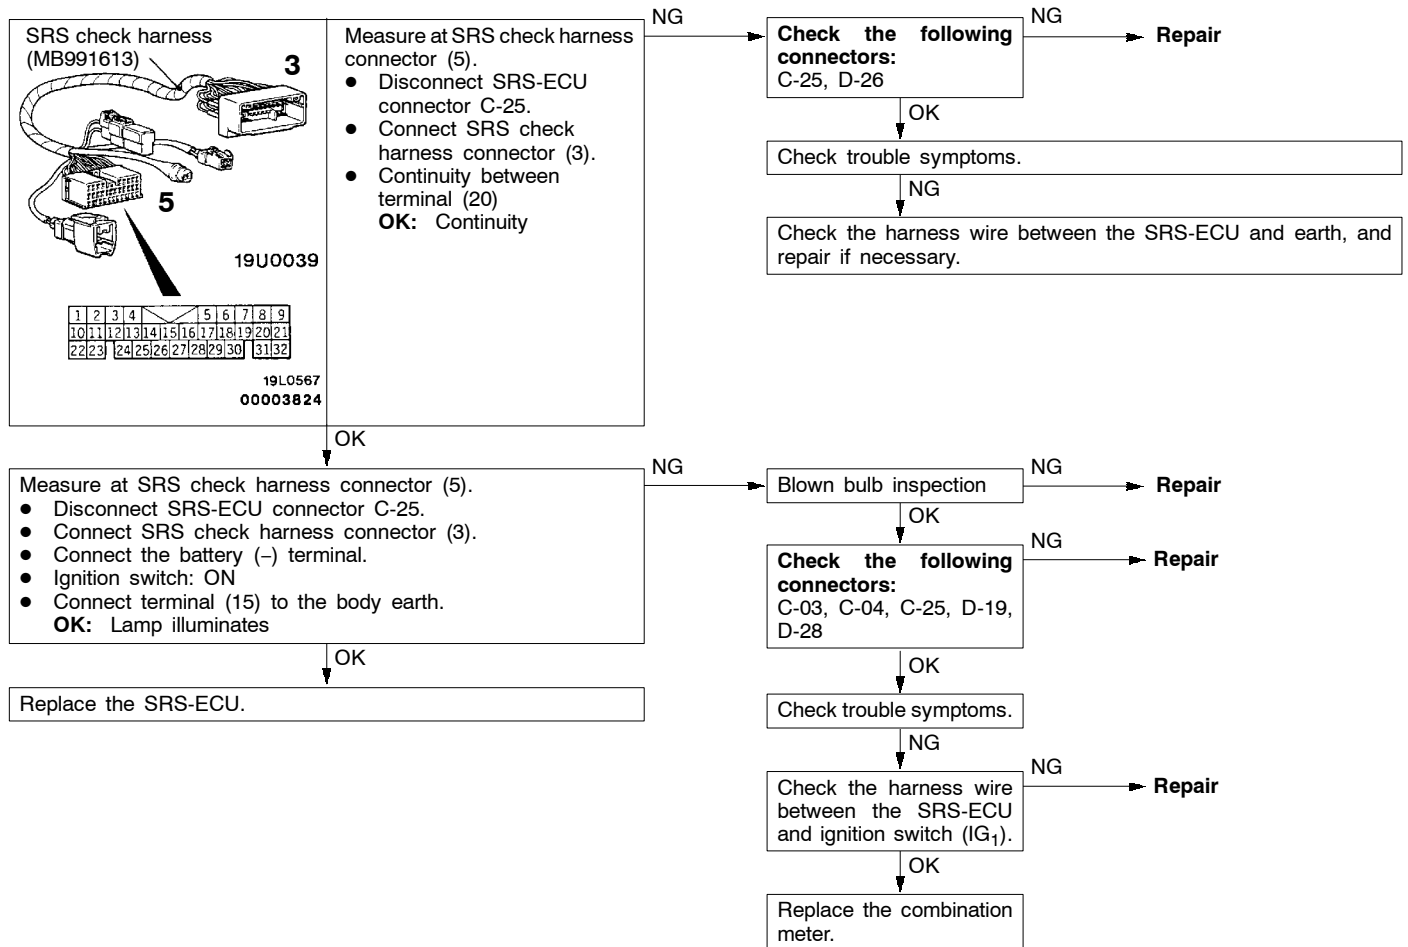 SRS check harness
(MB991613)
3
5
19U0039
1 2 3 4 5 6 7 8 9
10 11 12 13 14 15 16 17 18 19 20 21
22 23 24 25 26 27 28 29 30 31 32
19L0567
00003824
Measure at SRS check harness
connector (5).
● Disconnect SRS-ECU
connector C-25.
● Connect SRS check
harness connector (3).
● Continuity between
terminal (20)
OK: Continuity
NG
Check the following
connectors:
C-25, D-26
NG
Repair
OK
Check trouble symptoms.
NG
Check the harness wire between the SRS-ECU and earth, and
repair if necessary.
OK
Measure at SRS check harness connector (5).
● Disconnect SRS-ECU connector C-25.
● Connect SRS check harness connector (3).
● Connect the battery (–) terminal.
● Ignition switch: ON
● Connect terminal (15) to the body earth.
OK: Lamp illuminates
NG
Blown bulb inspection
NG
Repair
OK
Check the following
connectors:
C-03, C-04, C-25, D-19,
D-28
NG
Repair
OK
Replace the SRS-ECU.
OK
Check trouble symptoms.
NG
Check the harness wire
between the SRS-ECU
and ignition switch (IG1).
NG
Repair
OK
Replace the combination
meter.